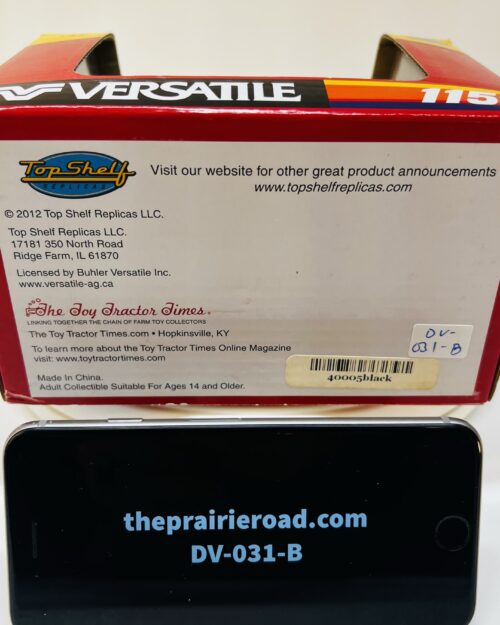 VERSATILE 1150
Top Shelf
REPLICAS
Visit our website for other great product announcements
www.topshelfreplicas.com
© 2012 Top Shelf Replicas LLC.
Top Shelf Replicas LLC.
17181 350 North Road
Ridge Farm, IL 61870
Licensed by Buhler Versatile Inc.
www.versatile-ag.ca
The Toy Tractor Times.
LINKING TOGETHER THE CHAIN OF FARM TOY COLLECTORS
The Toy Tractor Times.com • Hopkinsville, KY
To learn more about the Toy Tractor Times Online Magazine
visit: www.toytractortimes.com
DV-
031-B
40005black
Made In China.
Adult Collectible Suitable For Ages 14 and Older.
theprairieroad.com
DV-031-B